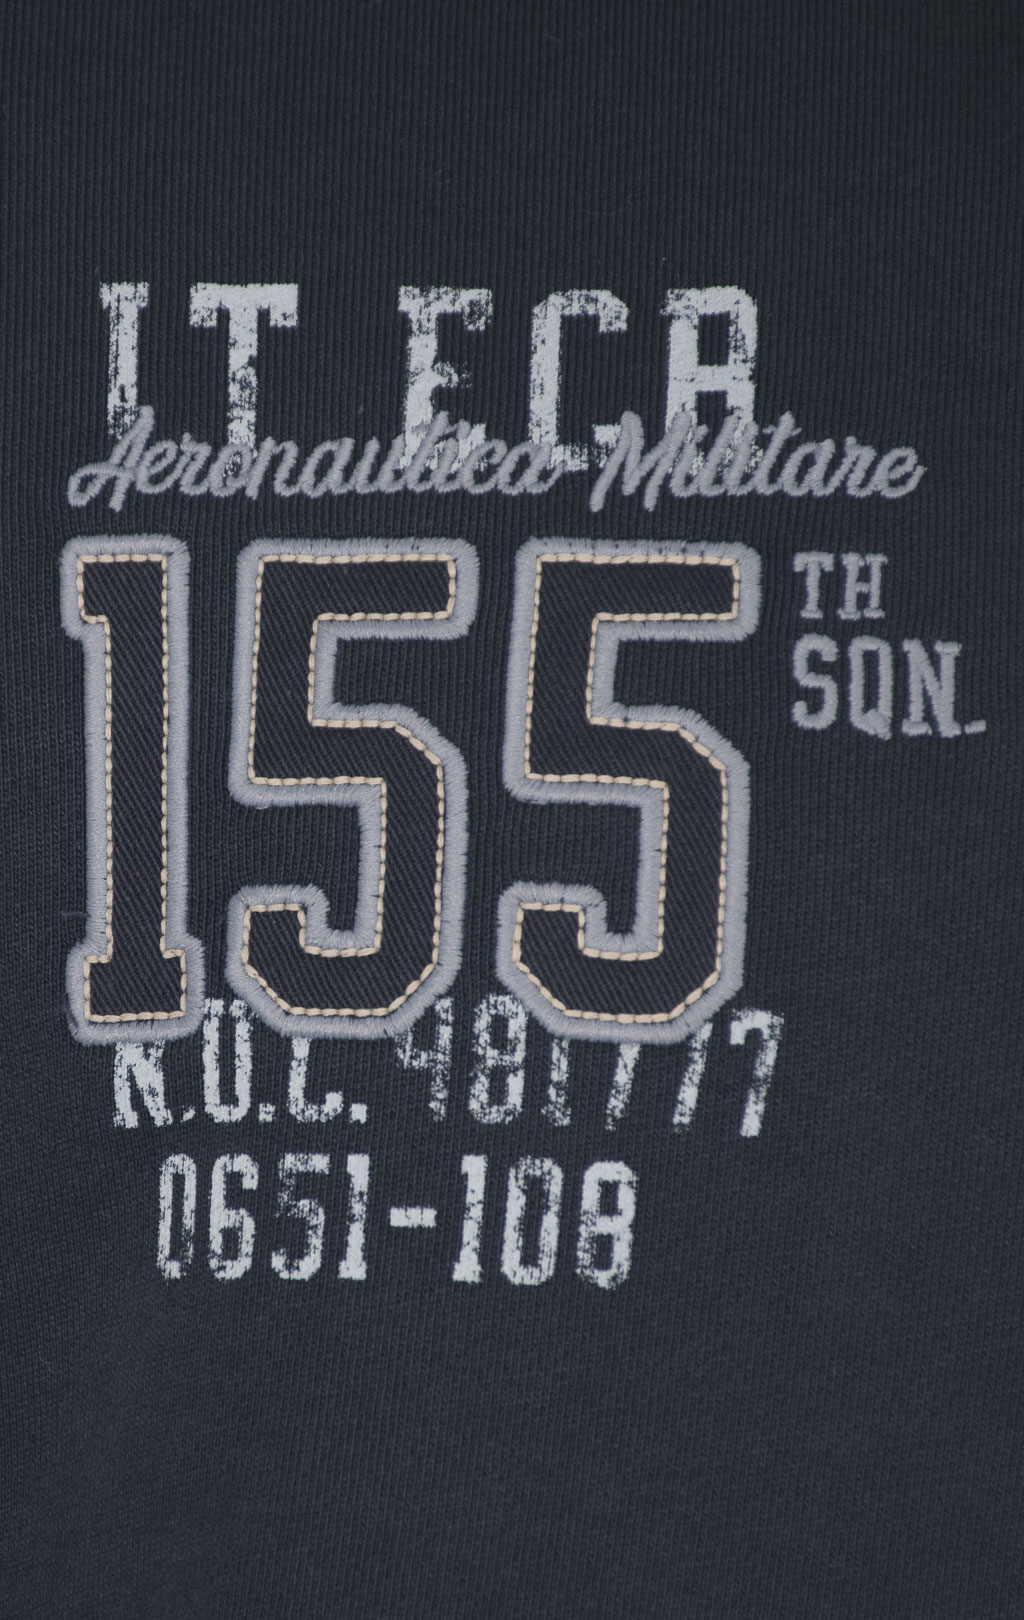 IT ECR
Aeronautica Militare
155
TH
SQN.
N.U.C. 481777
0651-108